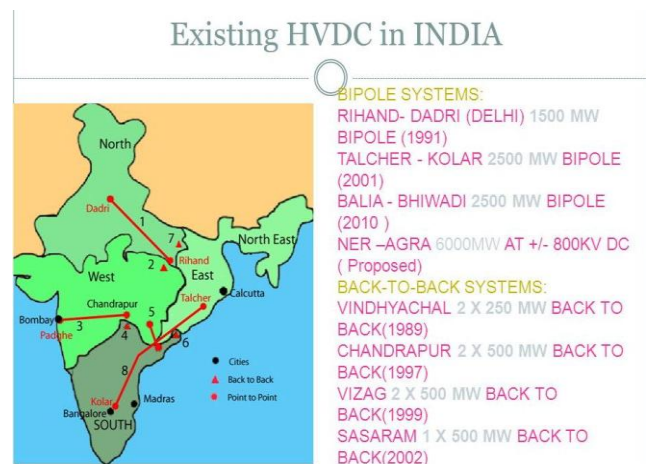 Existing HVDC in INDIA
BIPOLE SYSTEMS:
RIHAND- DADRI (DELHI) 1500 MW
BIPOLE (1991)
TALCHER - KOLAR 2500 MW BIPOLE
(2001)
BALIA - BHIWADI 2500 MW BIPOLE
(2010 )
NER –AGRA 6000MW AT +/- 800KV DC
( Proposed)
BACK-TO-BACK SYSTEMS:
VINDHYACHAL 2 X 250 MW BACK TO
BACK(1989)
CHANDRAPUR 2 X 500 MW BACK TO
BACK(1997)
VIZAG 2 X 500 MW BACK TO
BACK(1999)
SASARAM 1 X 500 MW BACK TO
BACK(2002)
North
Dadri
1
7
North East
2
Rihand
West
East
Talcher
Chandrapur
Calcutta
5
Bombay
3
Padghe
4
6
Cities
8
Back to Back
Point to Point
Kolar
Madras
Bangalore
SOUTH